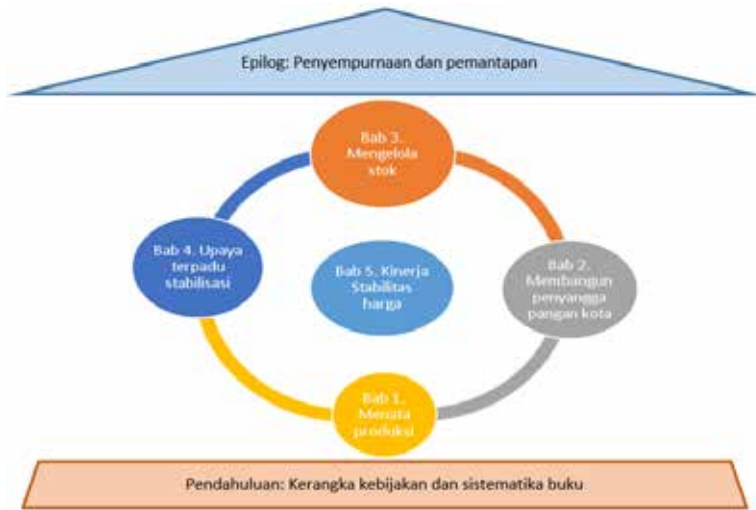 Epilog: Penyempurnaan dan pemantapan
Bab 3.
Mengelola
stok
Bab 4. Upaya
terpadu
stabilisasi
Bab 5. Kinerja
Stabilitas
harga
Bab 2.
Membangun
penyangga
pangan kota
Bab 1.
Menata
produksi
Pendahuluan: Kerangka kebijakan dan sistematika buku